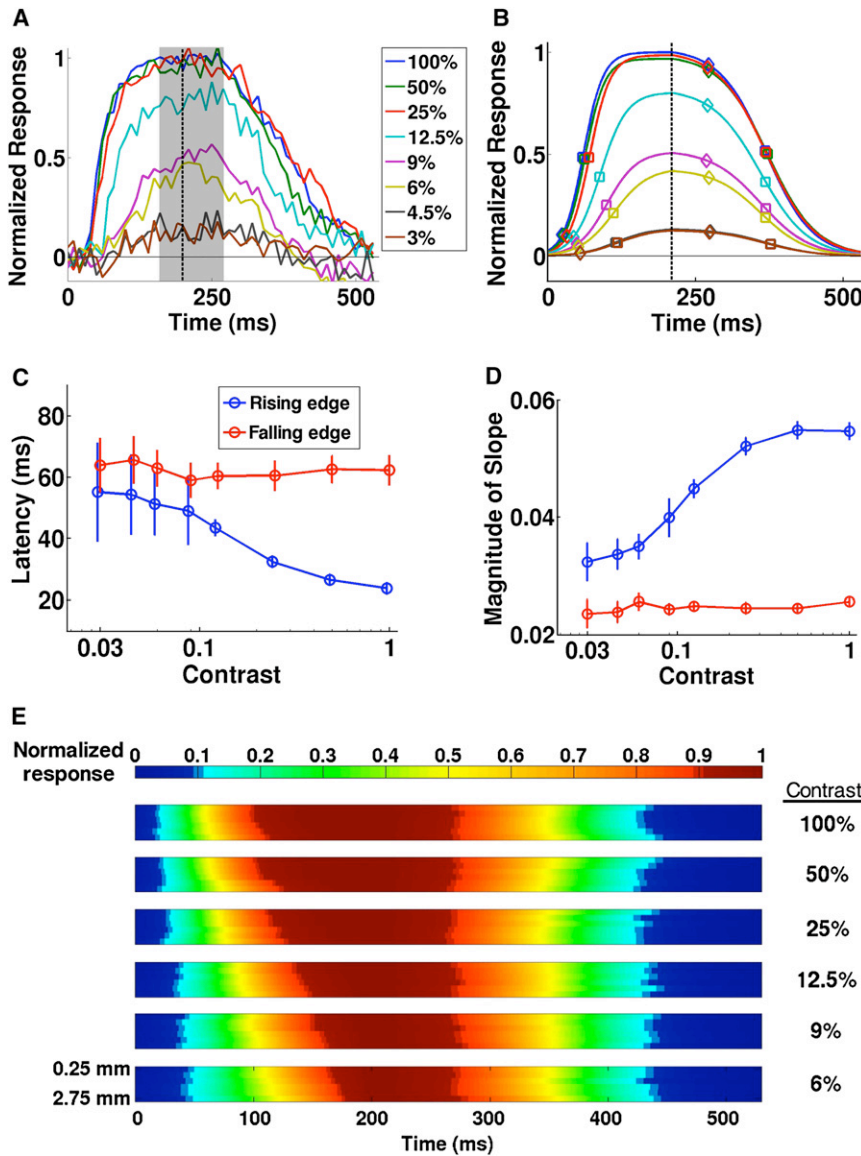 A
B
Normalized Response
1
0.5
0
0
250
500
Time (ms)
100%
50%
25%
12.5%
9%
6%
4.5%
3%
Normalized Response
1
0.5
0
0
250
500
Time (ms)
C
D
Latency (ms)
80
60
40
20
0.03
0.1
1
Contrast
Rising edge
Falling edge
Magnitude of Slope
0.06
0.04
0.02
0.03
0.1
1
Contrast
E
Normalized
response
0 0.1 0.2 0.3 0.4 0.5 0.6 0.7 0.8 0.9 1
Contrast
100%
50%
25%
12.5%
9%
6%
0.25 mm
2.75 mm
0 100 200 300 400 500
Time (ms)